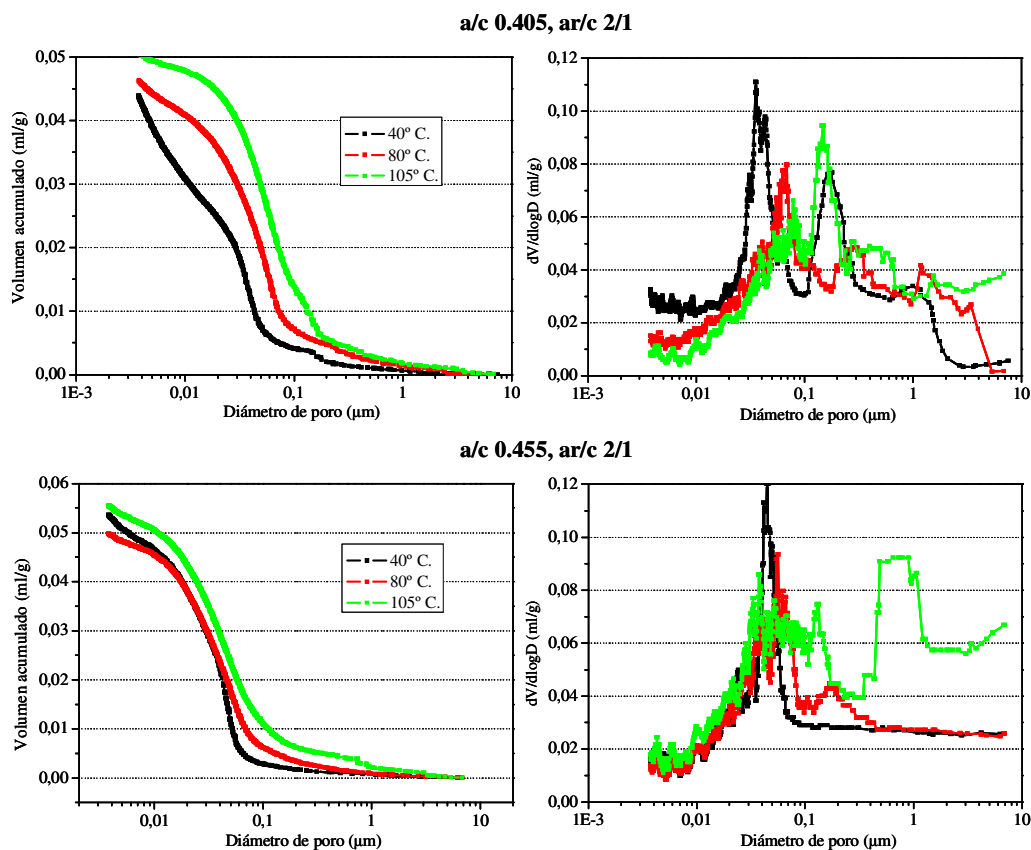 a/c 0.405, ar/c 2/1
Volumen acumulado (ml/g)
0,05
0,04
0,03
0,02
0,01
0,00
40º C.
80º C.
105º C.
1E-3 0,01 0,1 1 10
Diámetro de poro (µm)
dV/dlogD (ml/g)
0,12
0,10
0,08
0,06
0,04
0,02
0,00
1E-3 0,01 0,1 1 10
Diámetro de poro (µm)
a/c 0.455, ar/c 2/1
Volumen acumulado (ml/g)
0,06
0,05
0,04
0,03
0,02
0,01
0,00
40º C.
80º C.
105º C.
0,01 0,1 1 10
Diámetro de poro (µm)
dV/dlogD (ml/g)
0,12
0,10
0,08
0,06
0,04
0,02
0,00
1E-3 0,01 0,1 1 10
Diámetro de poro (µm)